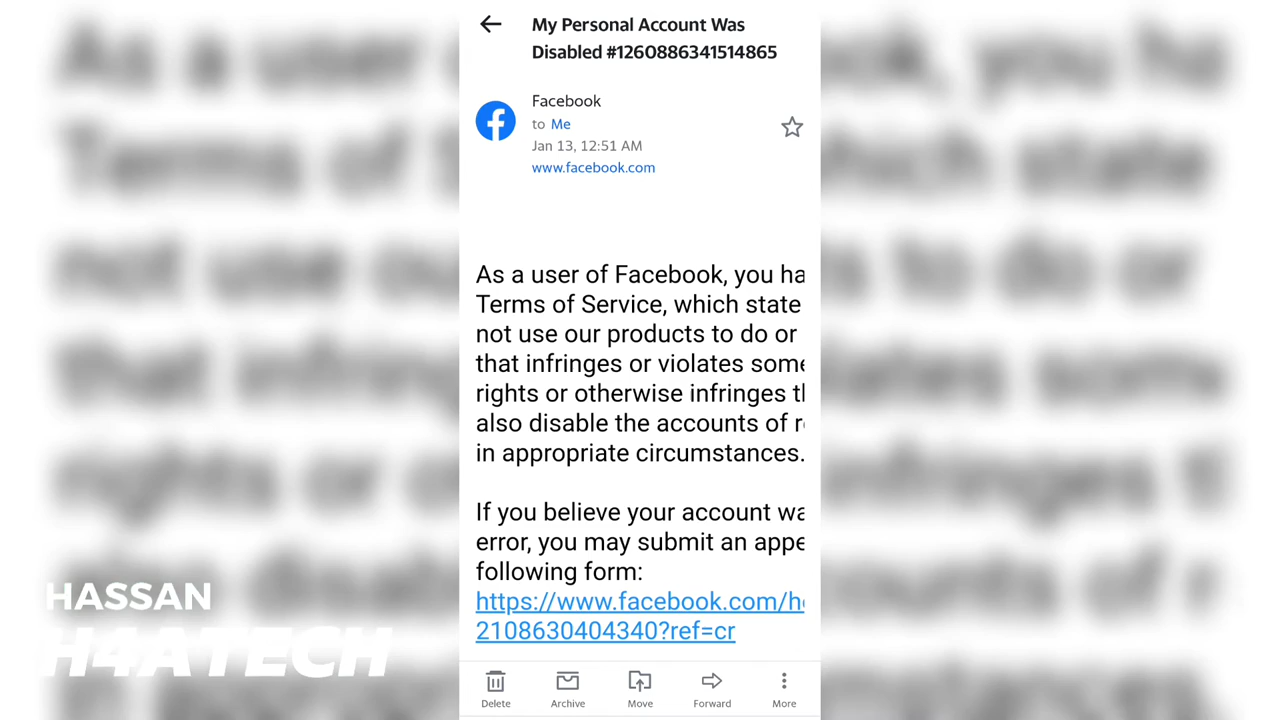 My Personal Account Was
Disabled #1260886341514865
Facebook
to Me
Jan 13, 12:51 AM
www.facebook.com
As a user of Facebook, you ha
Terms of Service, which state
not use our products to do or
that infringes or violates some
rights or otherwise infringes th
also disable the accounts of r
in appropriate circumstances.
If you believe your account wa
error, you may submit an appe
following form:
https://www.facebook.com/he
2108630404340?ref=cr
HASSAN
H4ATECH
Delete
Archive
Move
Forward
More